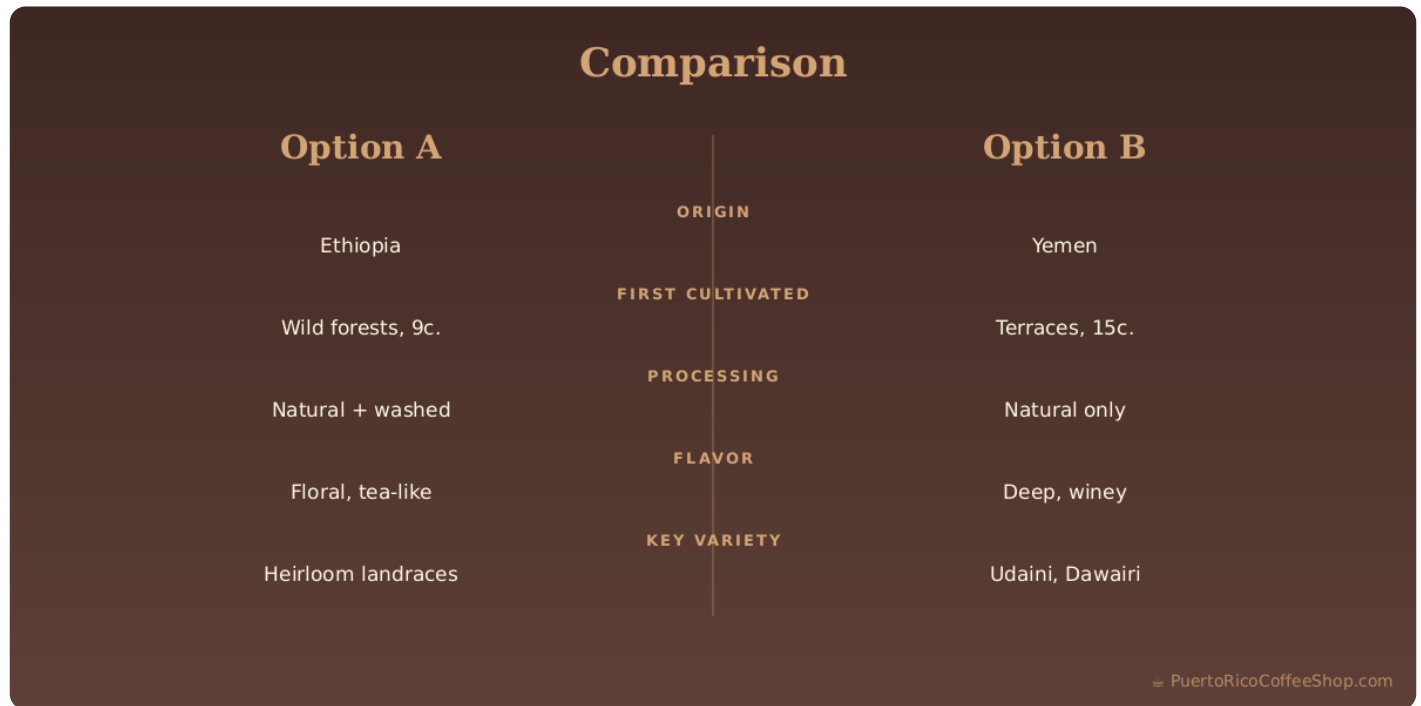 Comparison
Option A
Option B
ORIGIN
Ethiopia
Yemen
FIRST CULTIVATED
Wild forests, 9c.
Terraces, 15c.
PROCESSING
Natural + washed
Natural only
FLAVOR
Floral, tea-like
Deep, winey
KEY VARIETY
Heirloom landraces
Udaini, Dawairi
☕ PuertoRicoCoffeeShop.com